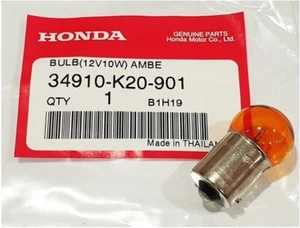 HONDA
GENUINE PARTS
Honda Motor Co., Ltd.
BULB(12V10W) AMBE
34910-K20-901
QTY 1 B1H19
Made in THAILAND